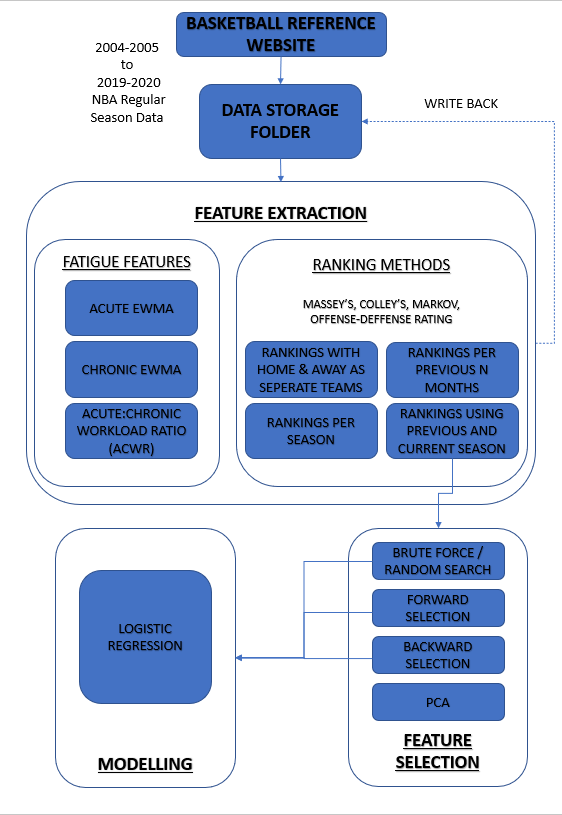 BASKETBALL REFERENCE
WEBSITE
2004-2005
to
2019-2020
NBA Regular
Season Data
DATA STORAGE
FOLDER
WRITE BACK
FEATURE EXTRACTION
FATIGUE FEATURES
ACUTE EWMA
CHRONIC EWMA
ACUTE:CHRONIC
WORKLOAD RATIO
(ACWR)
RANKING METHODS
MASSEY'S, COLLEY'S, MARKOV,
OFFENSE-DEFFENSE RATING
RANKINGS WITH
HOME & AWAY AS
SEPERATE TEAMS
RANKINGS PER
PREVIOUS N
MONTHS
RANKINGS PER
SEASON
RANKINGS USING
PREVIOUS AND
CURRENT SEASON
BRUTE FORCE /
RANDOM SEARCH
FORWARD
SELECTION
BACKWARD
SELECTION
PCA
FEATURE
SELECTION
LOGISTIC
REGRESSION
MODELLING